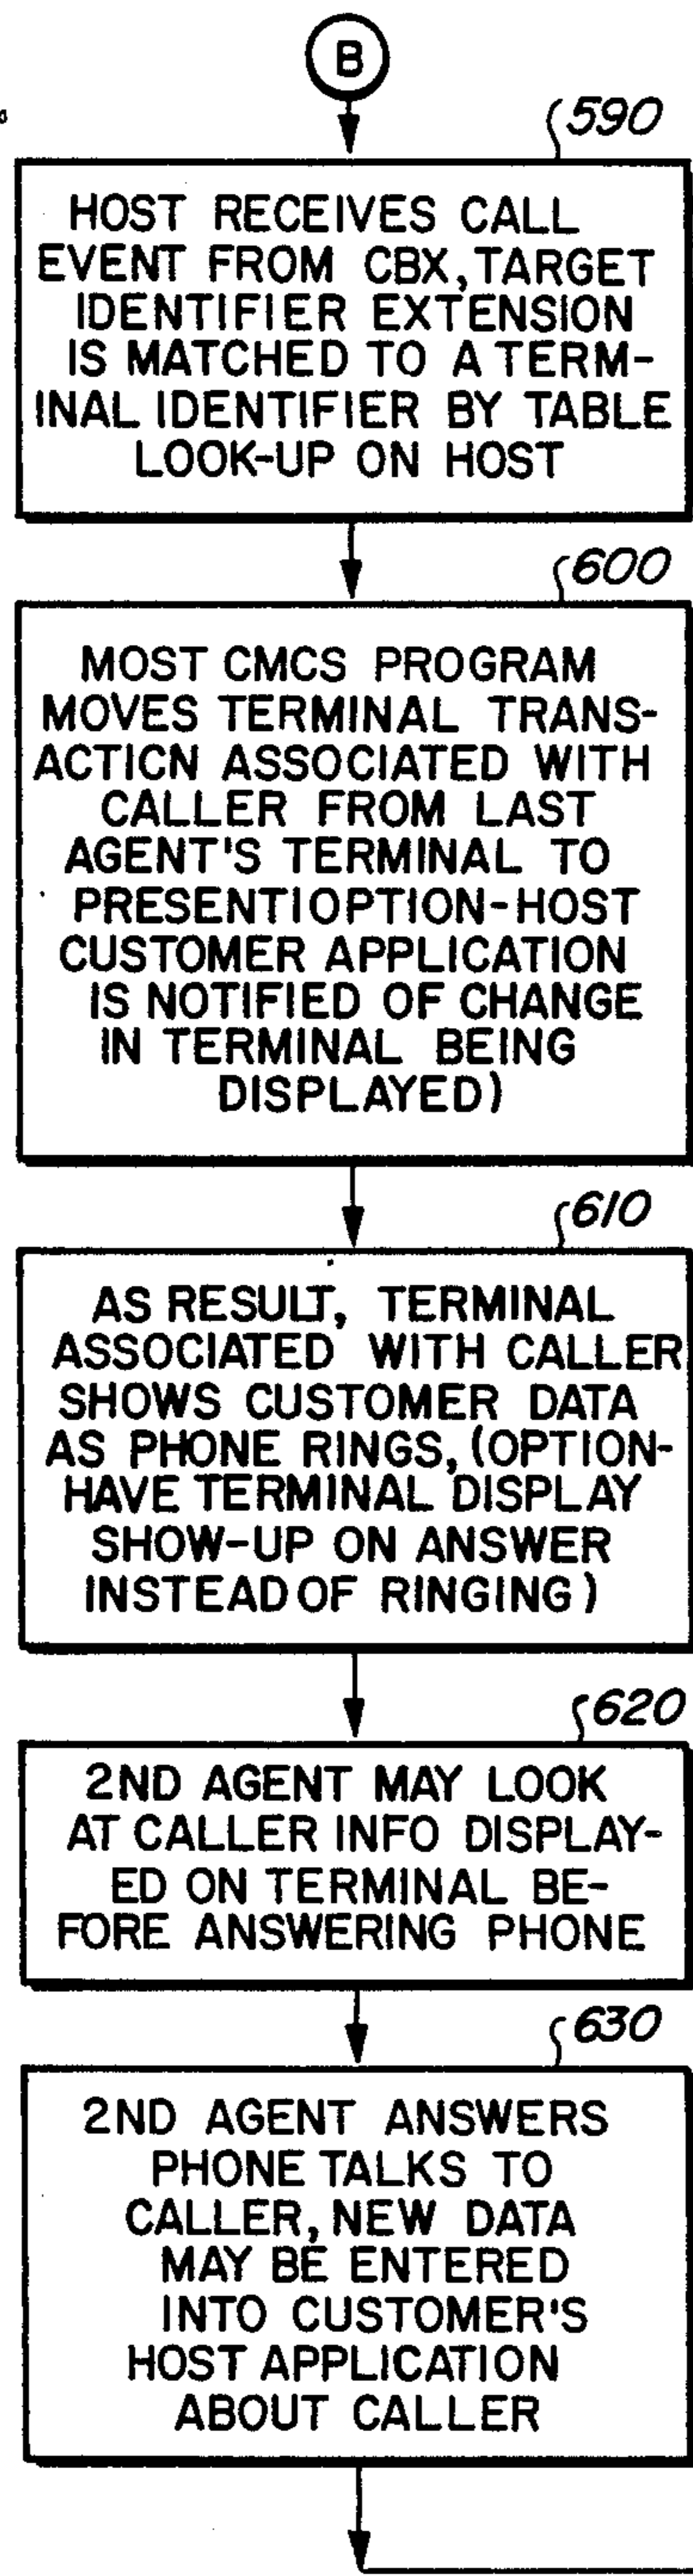 B
590
HOST RECEIVES CALL
EVENT FROM CBX, TARGET
IDENTIFIER EXTENSION
IS MATCHED TO A TERM-
INAL IDENTIFIER BY TABLE
LOOK-UP ON HOST
600
MOST CMCS PROGRAM
MOVES TERMINAL TRANS-
ACTICN ASSOCIATED WITH
CALLER FROM LAST
AGENT'S TERMINAL TO
PRESENTIOPTION-HOST
CUSTOMER APPLICATION
IS NOTIFIED OF CHANGE
IN TERMINAL BEING
DISPLAYED)
610
AS RESULT, TERMINAL
ASSOCIATED WITH CALLER
SHOWS CUSTOMER DATA
AS PHONE RINGS, (OPTION-
HAVE TERMINAL DISPLAY
SHOW-UP ON ANSWER
INSTEAD OF RINGING)
620
2ND AGENT MAY LOOK
AT CALLER INFO DISPLAY-
ED ON TERMINAL BE-
FORE ANSWERING PHONE
630
2ND AGENT ANSWERS
PHONE TALKS TO
CALLER, NEW DATA
MAY BE ENTERED
INTO CUSTOMER'S
HOST APPLICATION
ABOUT CALLER